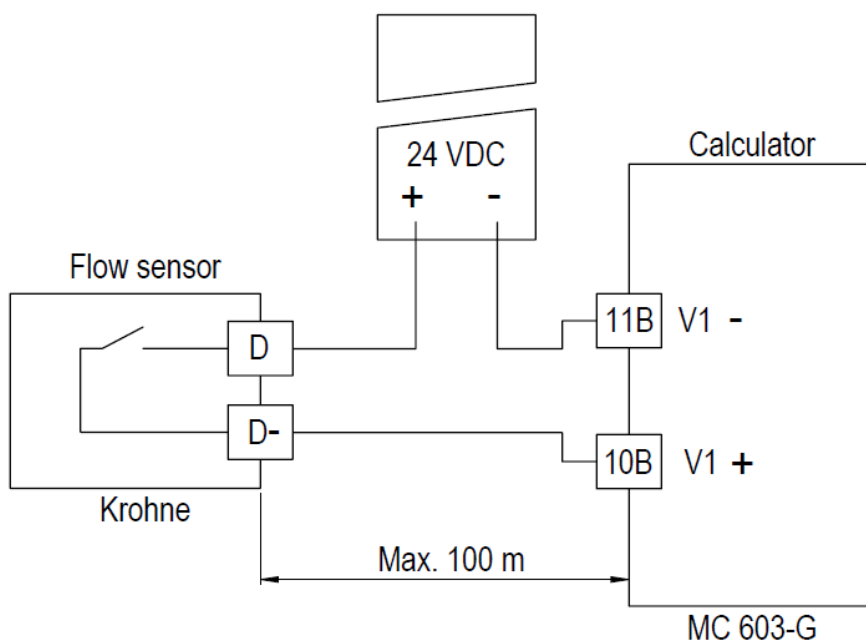 24 VDC
+ -
Calculator
Flow sensor
D
11B V1 -
D-
10B V1 +
Krohne
Max. 100 m
MC 603-G